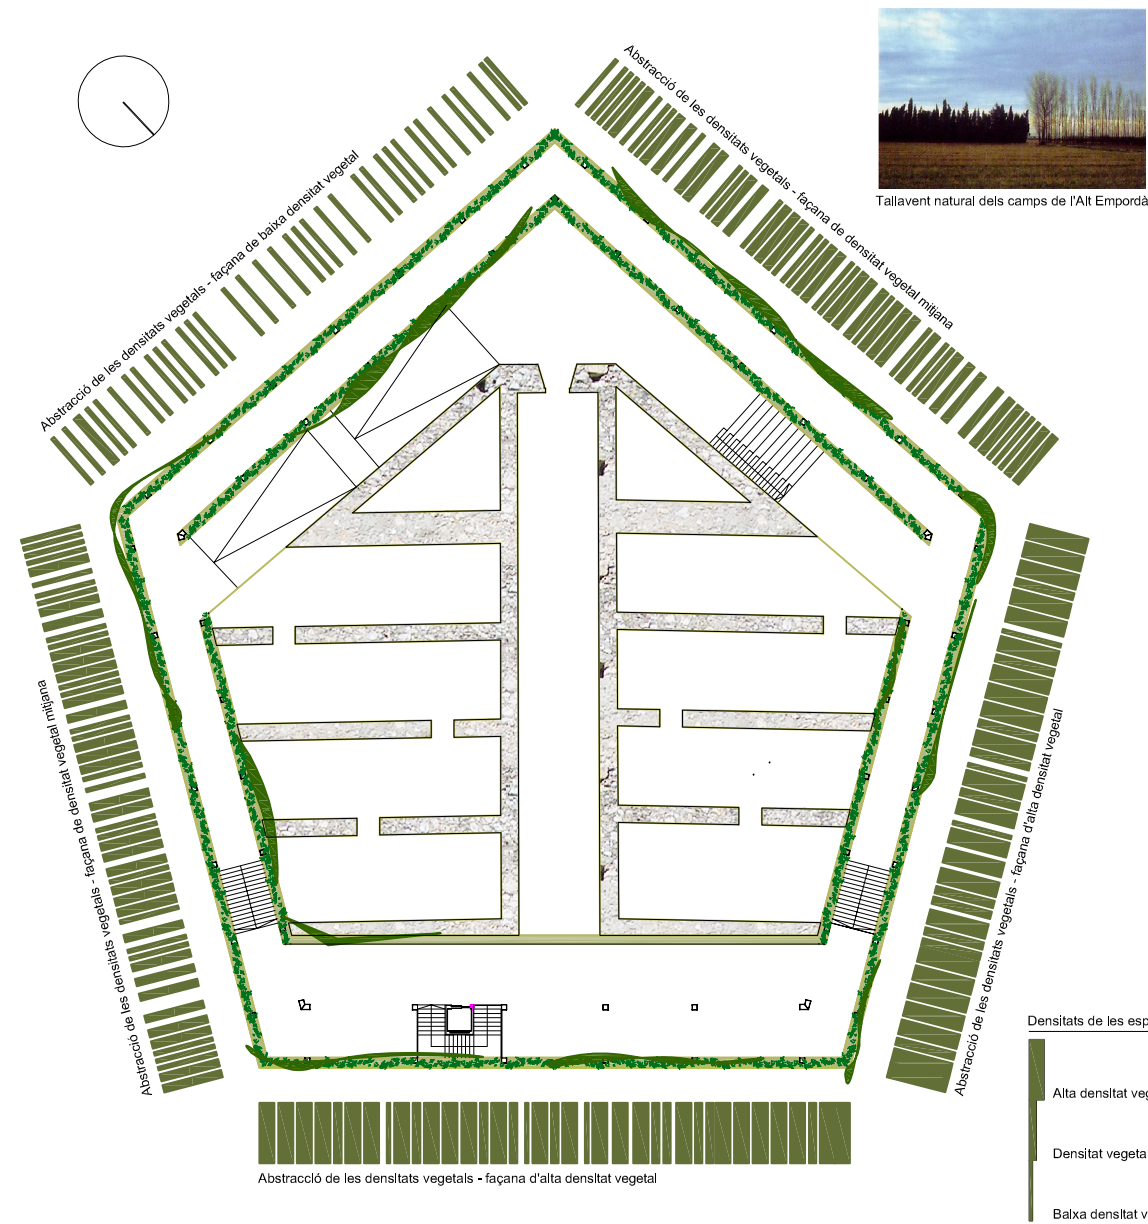 Abstracció de les densitats vegetals - façana de baixa densitat vegetal
Abstracció de les densitats vegetals - façana de densitat vegetal mitjana
Tallavent natural dels camps de l'Alt Empordà
Abstracció de les densitats vegetals - façana de densitat vegetal mitjana
Abstracció de les densitats vegetals - façana d'alta densitat vegetal
Abstracció de les densitats vegetals - façana d'alta densitat vegetal
Densitats de les esp
Alta densitat veg
Densitat vegeta
Baixa densitat v